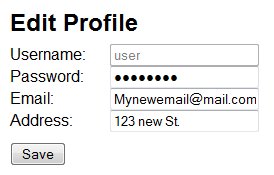 Edit Profile
Username: user
Password: ●●●●●●●●
Email: Mynewemail@mail.com
Address: 123 new St.
Save